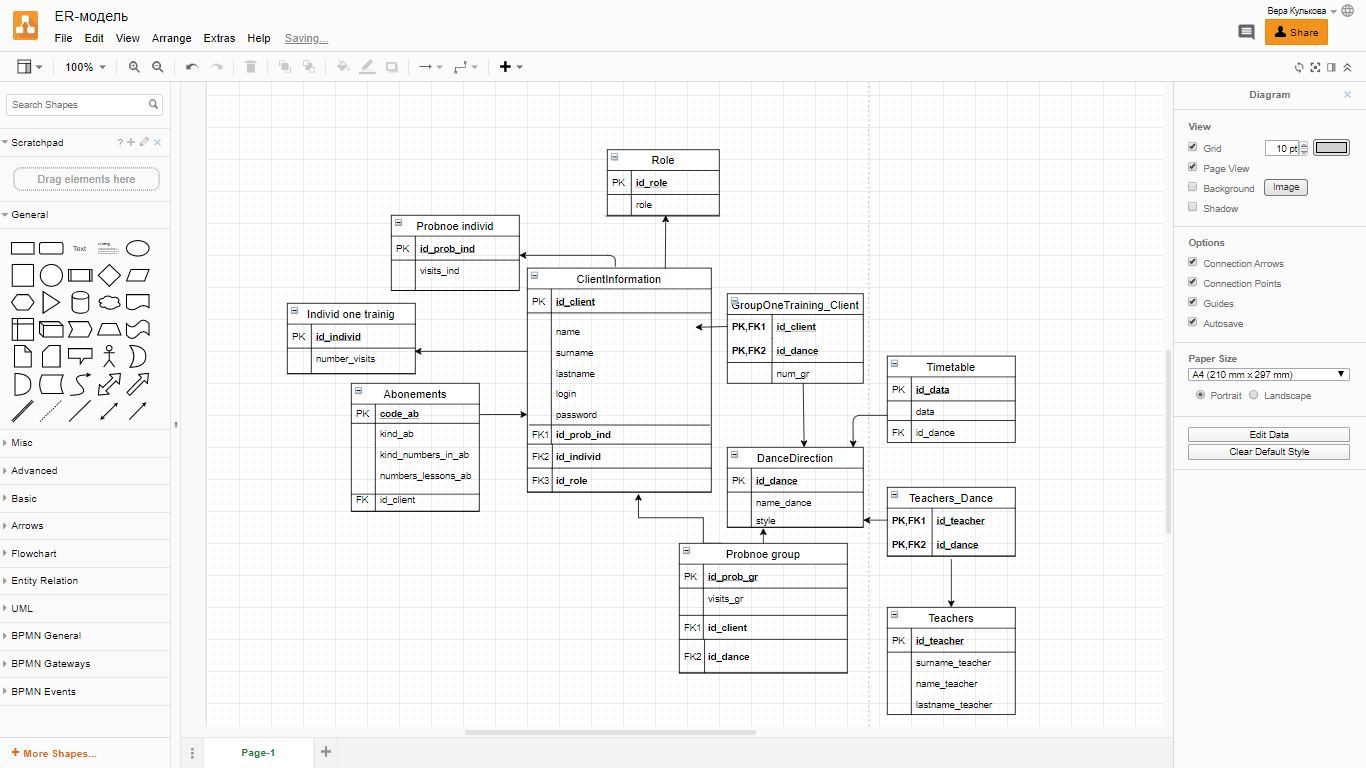 ER-модель
Вера Кулькова
File Edit View Arrange Extras Help Saving...
Share
100%
Search Shapes
Scratchpad
?
Drag elements here
General
Text
Misc
Advanced
Basic
Arrows
Flowchart
Entity Relation
UML
BPMN General
BPMN Gateways
BPMN Events
+ More Shapes...
Role
PK id_role
role
Probnoe individ
PK id_prob_ind
visits_ind
ClientInformation
PK id_client
name
surname
lastname
login
password
FK1 id_prob_ind
FK2 id_individ
FK3 id_role
Individ one trainig
PK id_individ
number_visits
Abonements
PK code_ab
kind_ab
kind_numbers_in_ab
numbers_lessons_ab
FK id_client
GroupOneTraining_Client
PK,FK1 id_client
PK,FK2 id_dance
num_gr
Timetable
PK id_data
data
FK id_dance
DanceDirection
PK id_dance
name_dance
style
Teachers_Dance
PK,FK1 id_teacher
PK,FK2 id_dance
Probnoe group
PK id_prob_gr
visits_gr
FK1 id_client
FK2 id_dance
Teachers
PK id_teacher
surname_teacher
name_teacher
lastname_teacher
Page-1
Diagram
View
Grid 10 pt
Page View
Background Image
Shadow
Options
Connection Arrows
Connection Points
Guides
Autosave
Paper Size
A4 (210 mm x 297 mm)
Portrait Landscape
Edit Data
Clear Default Style